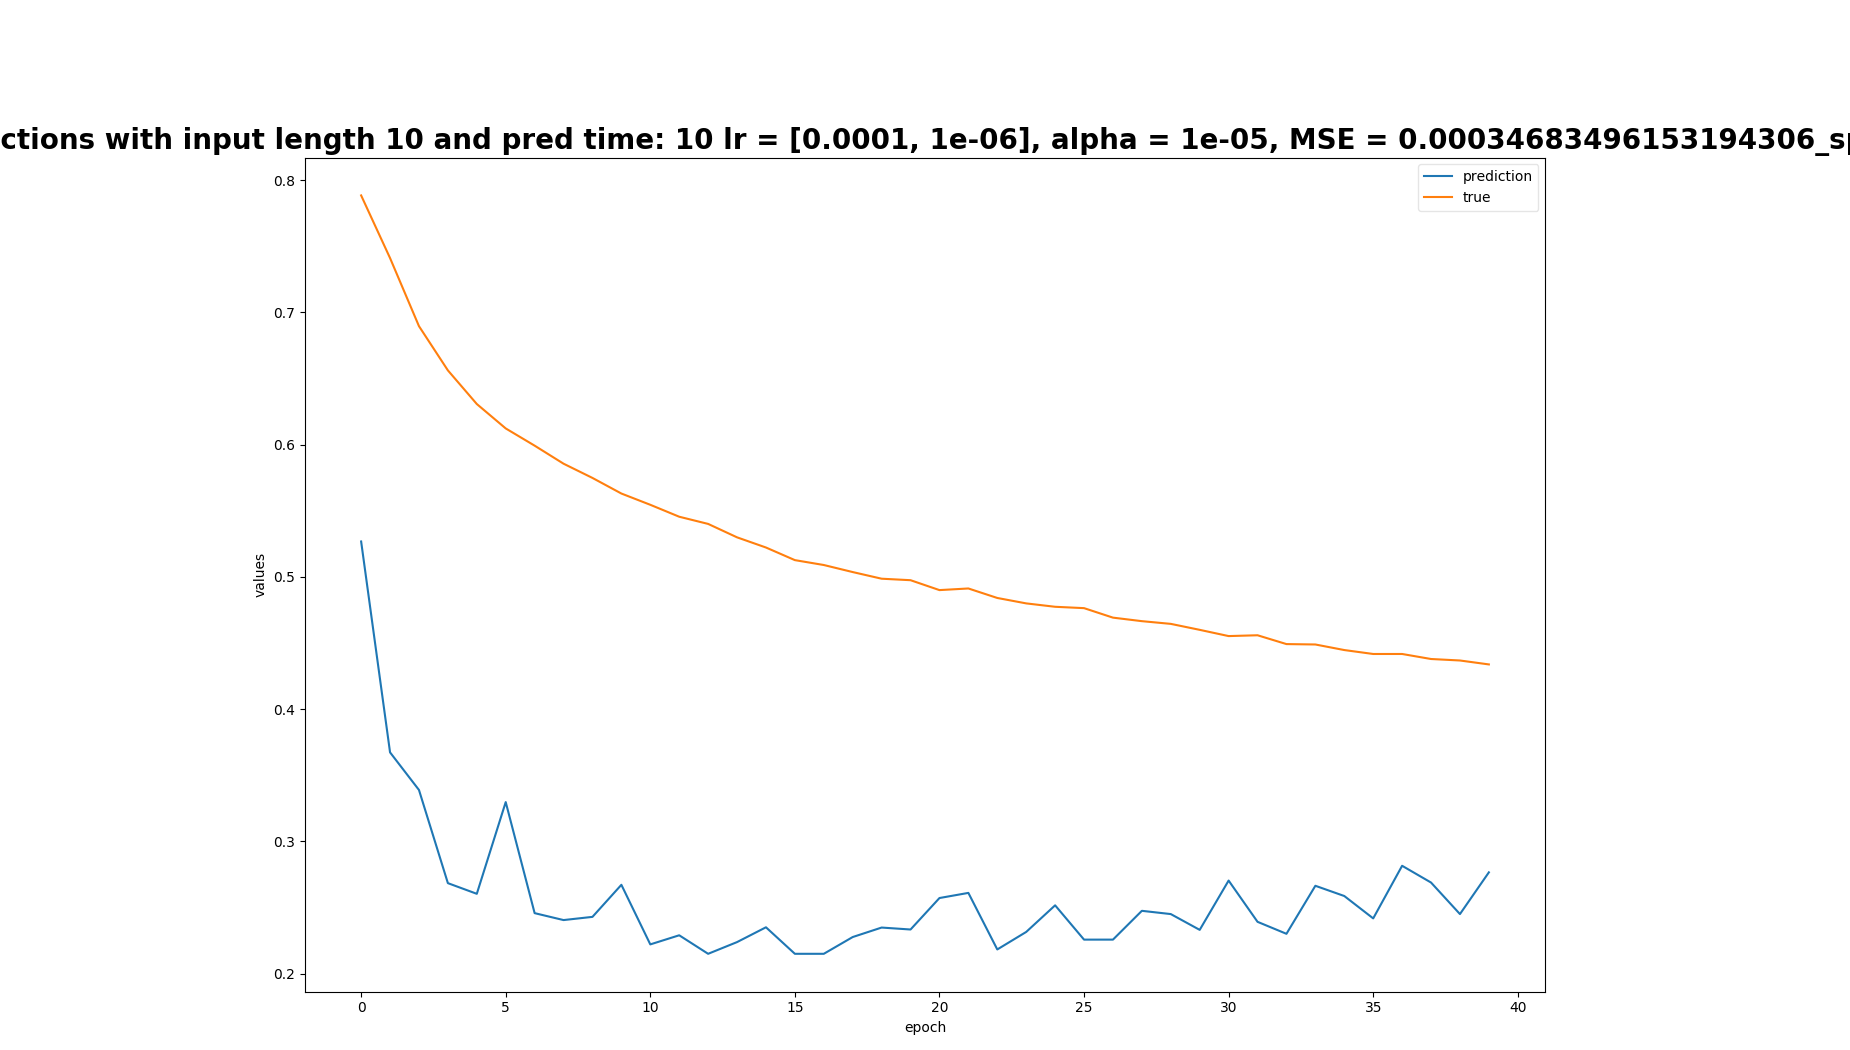 ctions with input length 10 and pred time: 10 lr = [0.0001, 1e-06], alpha = 1e-05, MSE = 0.00034683496153194306_sp
prediction
true
0.8
0.7
0.6
0.5
0.4
0.3
0.2
values
0 5 10 15 20 25 30 35 40
epoch